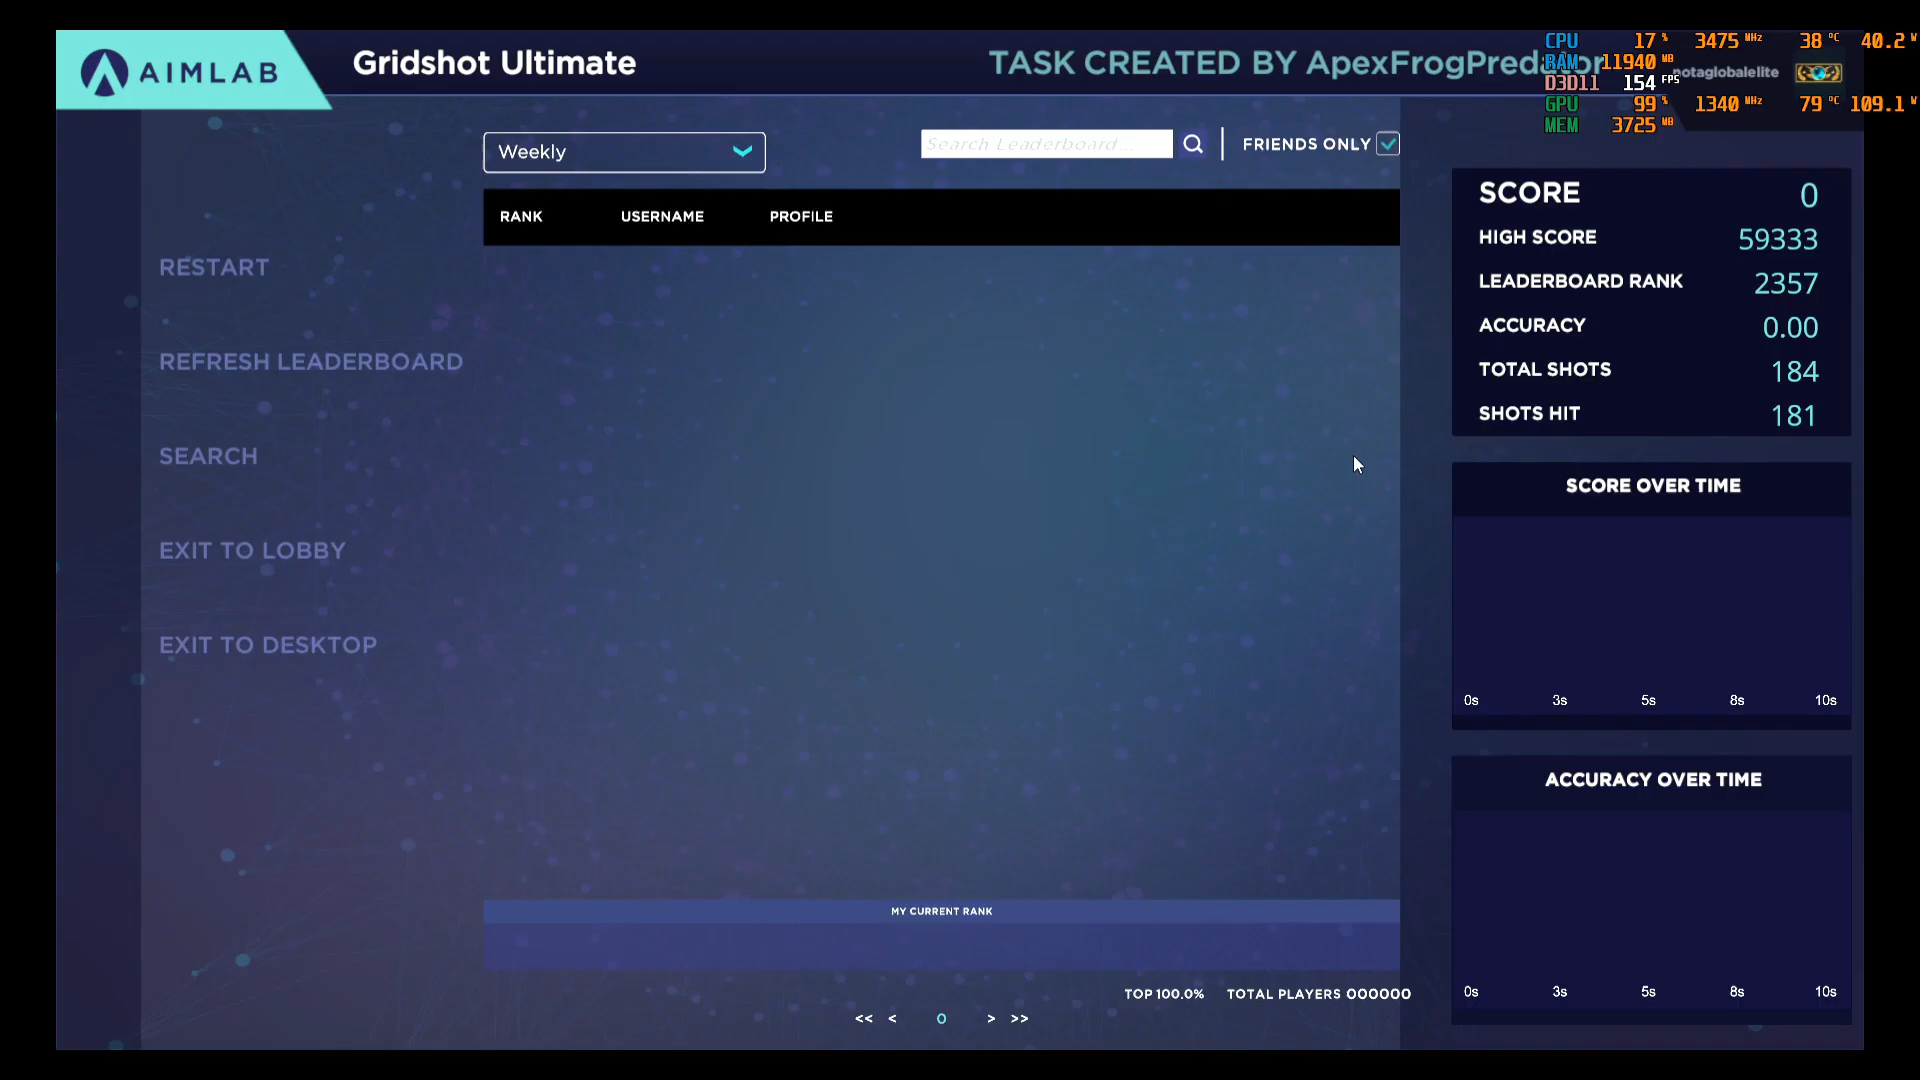 AIMLAB
Gridshot Ultimate
TASK CREATED BY ApexFrogPredator
notaglobalelite
CPU 17 % 3475 MHz 38 °C 40.2 W
RAM 11940 MB
D3D11 154 FPS
GPU 99 % 1340 MHz 79 °C 109.1 W
MEM 3725 MB
Weekly
Search Leaderboard...
FRIENDS ONLY
RANK USERNAME PROFILE
RESTART
REFRESH LEADERBOARD
SEARCH
EXIT TO LOBBY
EXIT TO DESKTOP
MY CURRENT RANK
TOP 100.0% TOTAL PLAYERS 000000
<< < 0 > >>
SCORE 0
HIGH SCORE 59333
LEADERBOARD RANK 2357
ACCURACY 0.00
TOTAL SHOTS 184
SHOTS HIT 181
SCORE OVER TIME
0s 3s 5s 8s 10s
ACCURACY OVER TIME
0s 3s 5s 8s 10s